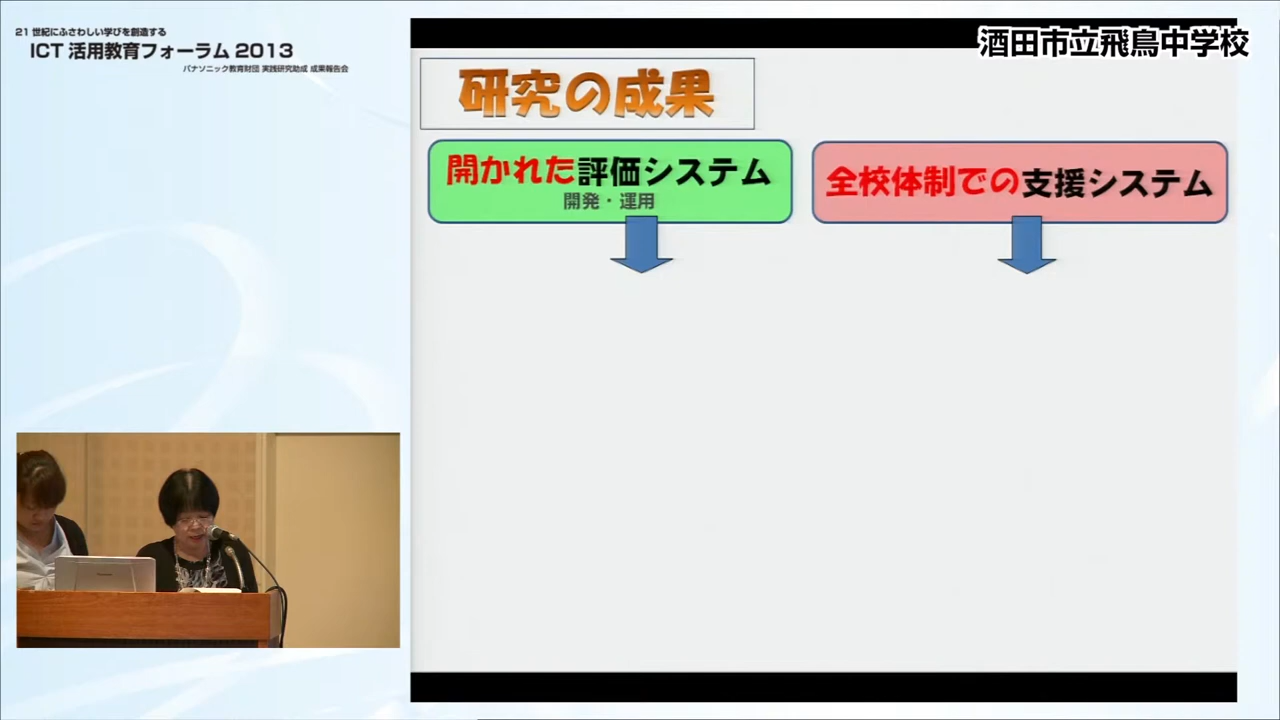 21 世紀にふさわしい学びを創造する
ICT 活用教育フォーラム 2013
パナソニック教育財団 実践研究助成 成果報告会
酒田市立飛鳥中学校
研究の成果
開かれた評価システム
開発・運用
全校体制での支援システム